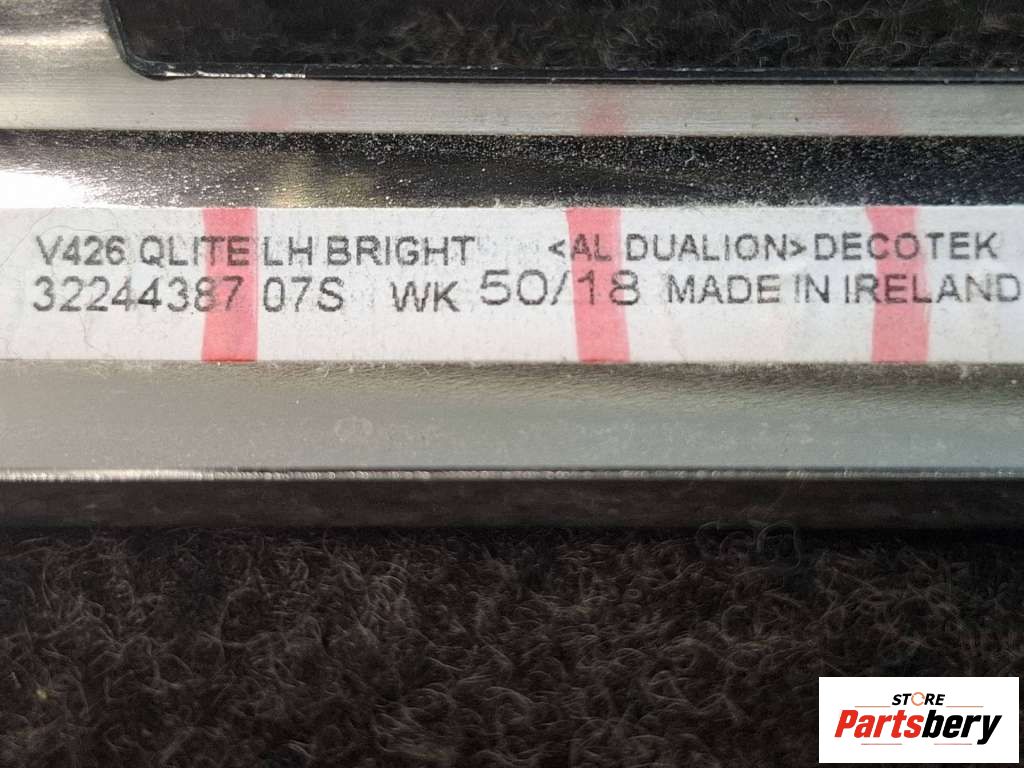 V426 QLITE LH BRIGHT <AL DUALION> DECOTEK
32244387 07S WK 50/18 MADE IN IRELAND
STORE
Partsbery